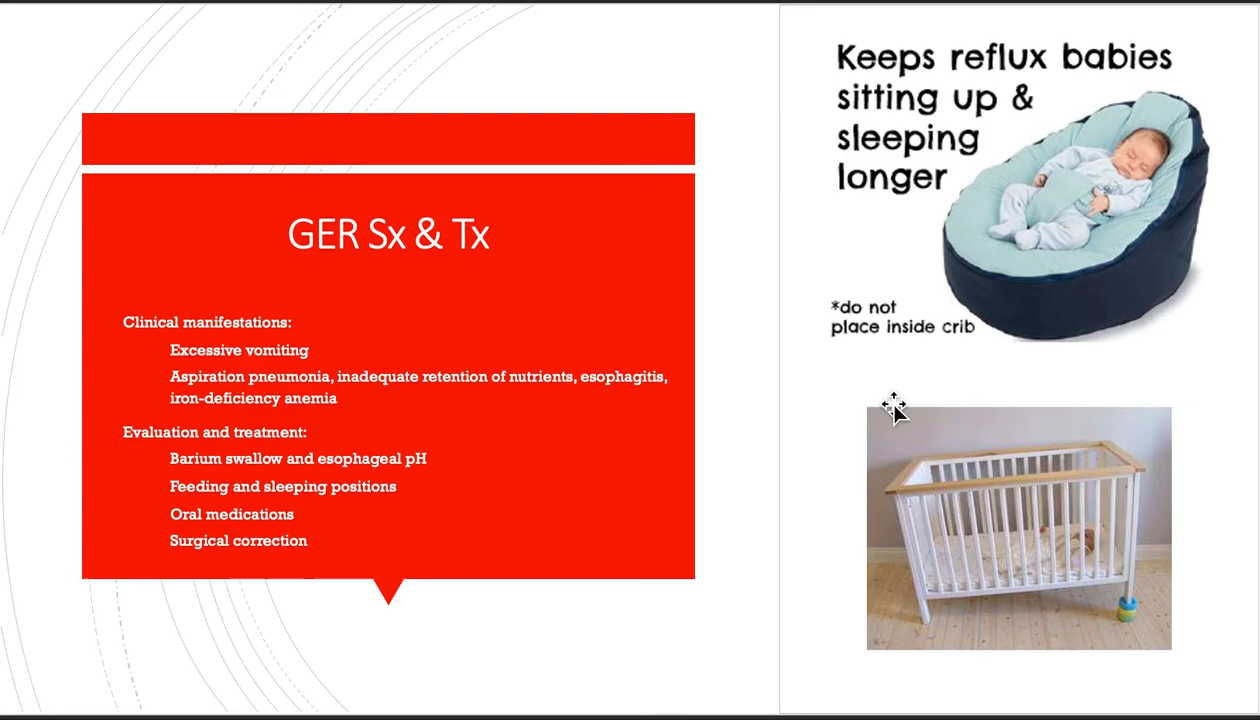 GER Sx & Tx
Clinical manifestations:
Excessive vomiting
Aspiration pneumonia, inadequate retention of nutrients, esophagitis,
iron-deficiency anemia
Evaluation and treatment:
Barium swallow and esophageal pH
Feeding and sleeping positions
Oral medications
Surgical correction
Keeps reflux babies
sitting up &
sleeping
longer
*do not
place inside crib